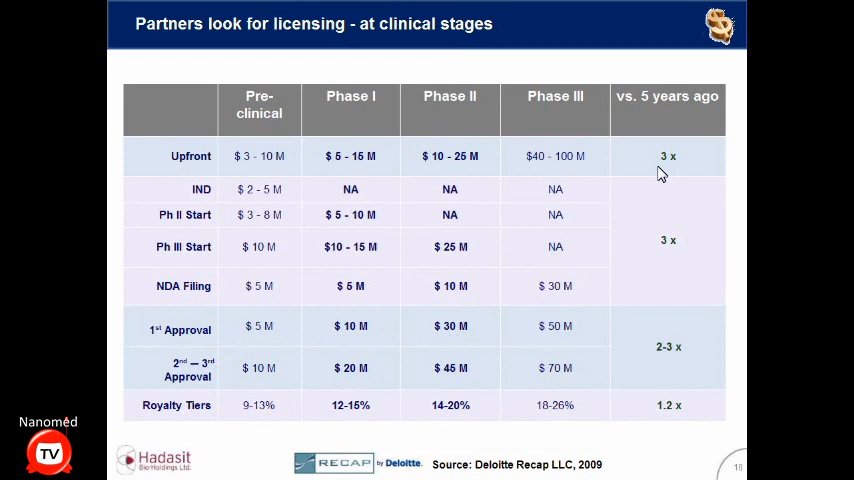 Partners look for licensing - at clinical stages
Pre-clinical Phase I Phase II Phase III vs. 5 years ago
Upfront $ 3 - 10 M $ 5 - 15 M $ 10 - 25 M $40 - 100 M 3 x
IND $ 2 - 5 M NA NA NA
Ph II Start $ 3 - 8 M $ 5 - 10 M NA NA
Ph III Start $ 10 M $10 - 15 M $ 25 M NA 3 x
NDA Filing $ 5 M $ 5 M $ 10 M $ 30 M
1st Approval $ 5 M $ 10 M $ 30 M $ 50 M
2nd – 3rd Approval $ 10 M $ 20 M $ 45 M $ 70 M 2-3 x
Royalty Tiers 9-13% 12-15% 14-20% 18-26% 1.2 x
Nanomed
TV
Hadasit
Bio-Holdings Ltd.
RECAP by Deloitte.
Source: Deloitte Recap LLC, 2009
18